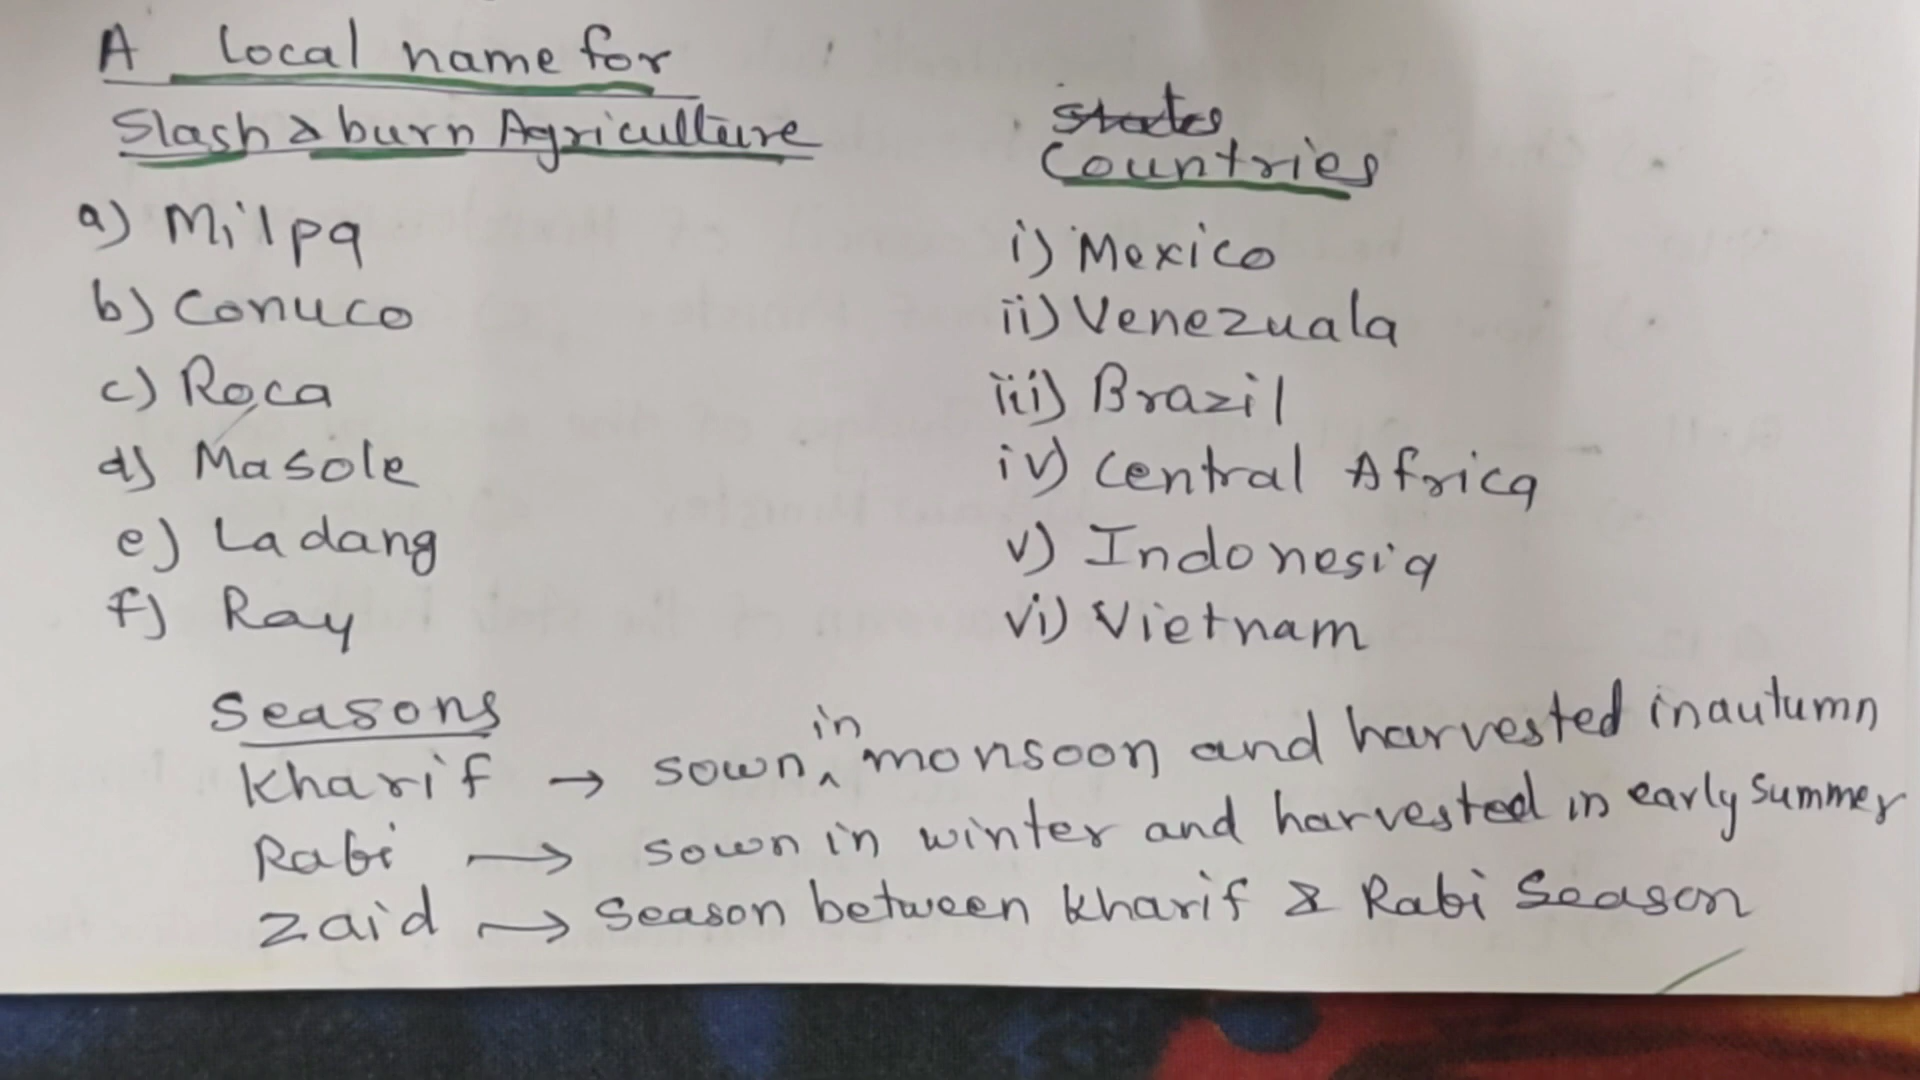 A local name for
Slash & burn Agriculture
states
Countries
a) Milpa
i) Mexico
b) Conuco
ii) Venezuala
c) Roca
iii) Brazil
d) Masole
iv) Central Africa
e) Ladang
v) Indonesia
f) Ray
vi) Vietnam
Seasons
Kharif → sown in monsoon and harvested in autumn
Rabi → sown in winter and harvested in early summer
Zaid → Season between Kharif & Rabi Season